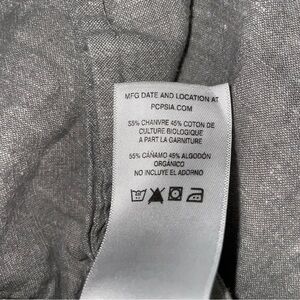 MFG DATE AND LOCATION AT
PCPSIA.COM
55% CHANVRE 45% COTON DE
CULTURE BIOLOGIQUE
A PART LA GARNITURE
55% CÁÑAMO 45% ALGODÓN
ORGÁNICO
NO INCLUYE EL ADORNO